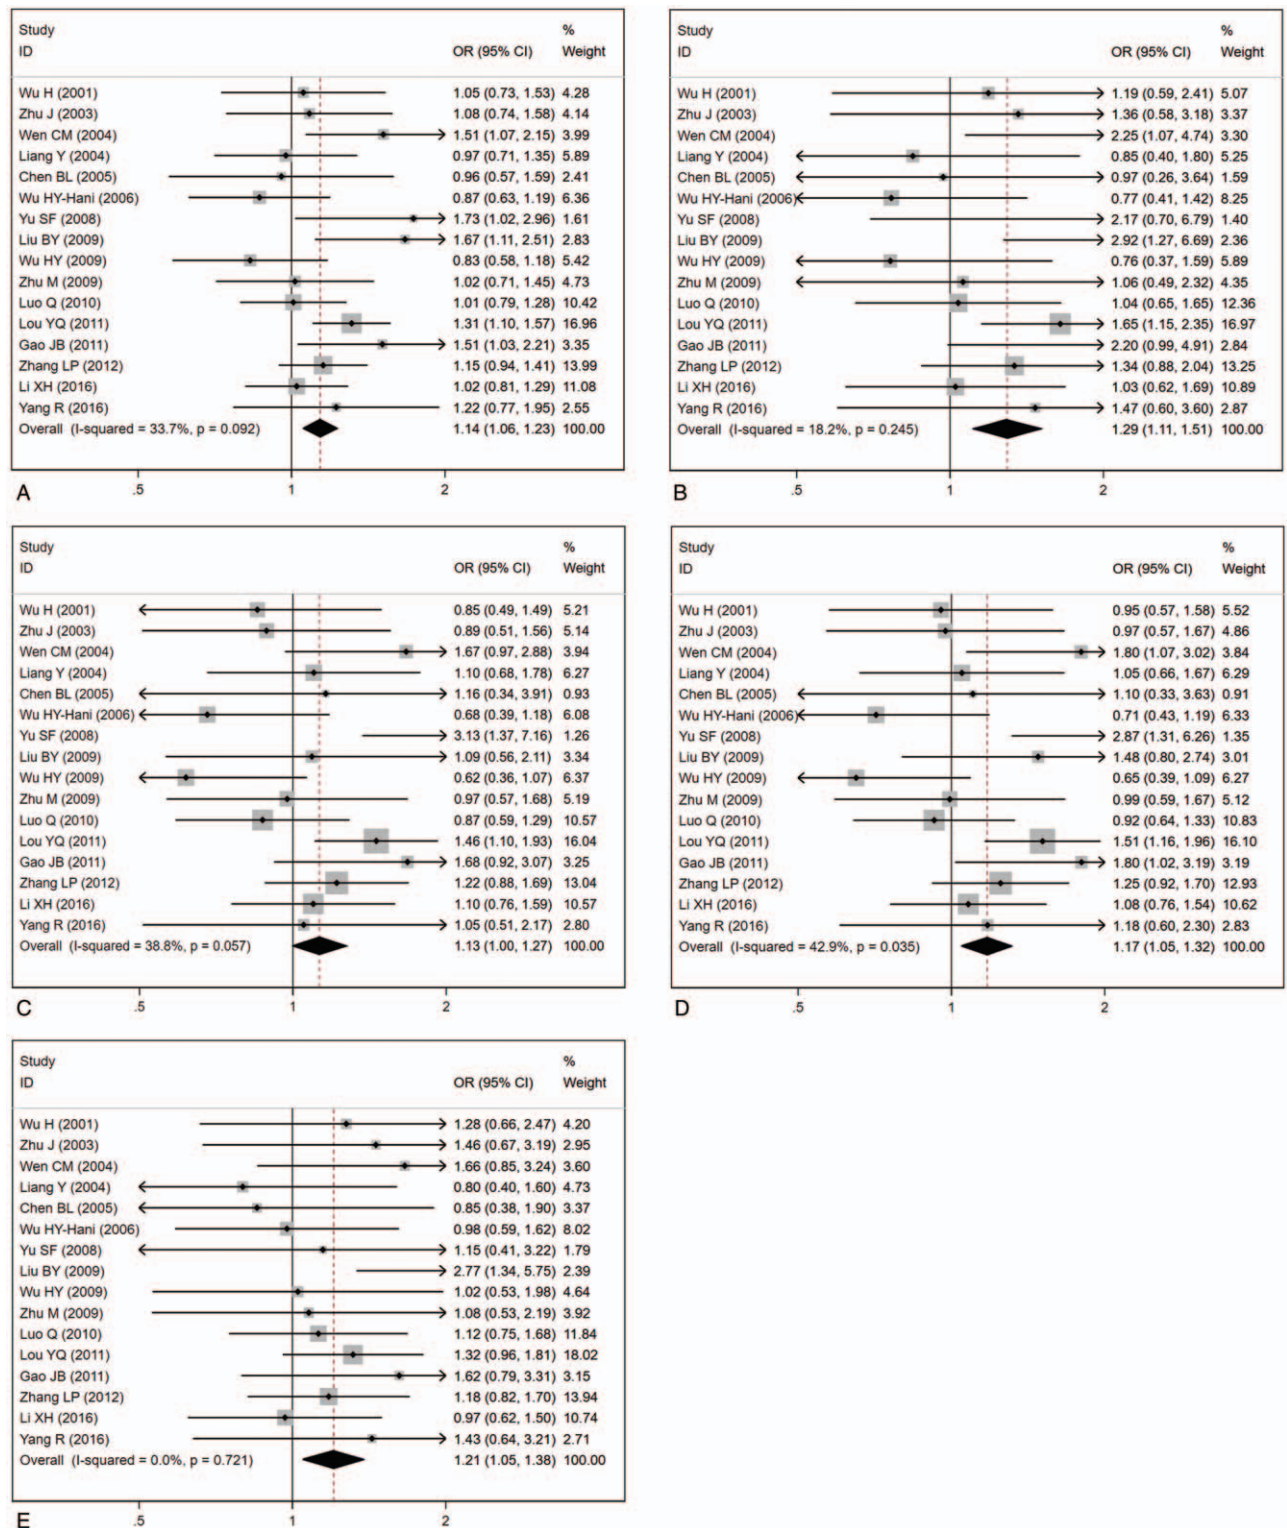 Study %
ID OR (95% CI) Weight
Wu H (2001) 1.05 (0.73, 1.53) 4.28
Zhu J (2003) 1.08 (0.74, 1.58) 4.14
Wen CM (2004) 1.51 (1.07, 2.15) 3.99
Liang Y (2004) 0.97 (0.71, 1.35) 5.89
Chen BL (2005) 0.96 (0.57, 1.59) 2.41
Wu HY-Hani (2006) 0.87 (0.63, 1.19) 6.36
Yu SF (2008) 1.73 (1.02, 2.96) 1.61
Liu BY (2009) 1.67 (1.11, 2.51) 2.83
Wu HY (2009) 0.83 (0.58, 1.18) 5.42
Zhu M (2009) 1.02 (0.71, 1.45) 4.73
Luo Q (2010) 1.01 (0.79, 1.28) 10.42
Lou YQ (2011) 1.31 (1.10, 1.57) 16.96
Gao JB (2011) 1.51 (1.03, 2.21) 3.35
Zhang LP (2012) 1.15 (0.94, 1.41) 13.99
Li XH (2016) 1.02 (0.81, 1.29) 11.08
Yang R (2016) 1.22 (0.77, 1.95) 2.55
Overall (I-squared = 33.7%, p = 0.092) 1.14 (1.06, 1.23) 100.00
.5 1 2
A
Study %
ID OR (95% CI) Weight
Wu H (2001) 1.19 (0.59, 2.41) 5.07
Zhu J (2003) 1.36 (0.58, 3.18) 3.37
Wen CM (2004) 2.25 (1.07, 4.74) 3.30
Liang Y (2004) 0.85 (0.40, 1.80) 5.25
Chen BL (2005) 0.97 (0.26, 3.64) 1.59
Wu HY-Hani (2006) 0.77 (0.41, 1.42) 8.25
Yu SF (2008) 2.17 (0.70, 6.79) 1.40
Liu BY (2009) 2.92 (1.27, 6.69) 2.36
Wu HY (2009) 0.76 (0.37, 1.59) 5.89
Zhu M (2009) 1.06 (0.49, 2.32) 4.35
Luo Q (2010) 1.04 (0.65, 1.65) 12.36
Lou YQ (2011) 1.65 (1.15, 2.35) 16.97
Gao JB (2011) 2.20 (0.99, 4.91) 2.84
Zhang LP (2012) 1.34 (0.88, 2.04) 13.25
Li XH (2016) 1.03 (0.62, 1.69) 10.89
Yang R (2016) 1.47 (0.60, 3.60) 2.87
Overall (I-squared = 18.2%, p = 0.245) 1.29 (1.11, 1.51) 100.00
.5 1 2
B
Study %
ID OR (95% CI) Weight
Wu H (2001) 0.85 (0.49, 1.49) 5.21
Zhu J (2003) 0.89 (0.51, 1.56) 5.14
Wen CM (2004) 1.67 (0.97, 2.88) 3.94
Liang Y (2004) 1.10 (0.68, 1.78) 6.27
Chen BL (2005) 1.16 (0.34, 3.91) 0.93
Wu HY-Hani (2006) 0.68 (0.39, 1.18) 6.08
Yu SF (2008) 3.13 (1.37, 7.16) 1.26
Liu BY (2009) 1.09 (0.56, 2.11) 3.34
Wu HY (2009) 0.62 (0.36, 1.07) 6.37
Zhu M (2009) 0.97 (0.57, 1.68) 5.19
Luo Q (2010) 0.87 (0.59, 1.29) 10.57
Lou YQ (2011) 1.46 (1.10, 1.93) 16.04
Gao JB (2011) 1.68 (0.92, 3.07) 3.25
Zhang LP (2012) 1.22 (0.88, 1.69) 13.04
Li XH (2016) 1.10 (0.76, 1.59) 10.57
Yang R (2016) 1.05 (0.51, 2.17) 2.80
Overall (I-squared = 38.8%, p = 0.057) 1.13 (1.00, 1.27) 100.00
.5 1 2
C
Study %
ID OR (95% CI) Weight
Wu H (2001) 0.95 (0.57, 1.58) 5.52
Zhu J (2003) 0.97 (0.57, 1.67) 4.86
Wen CM (2004) 1.80 (1.07, 3.02) 3.84
Liang Y (2004) 1.05 (0.66, 1.67) 6.29
Chen BL (2005) 1.10 (0.33, 3.63) 0.91
Wu HY-Hani (2006) 0.71 (0.43, 1.19) 6.33
Yu SF (2008) 2.87 (1.31, 6.26) 1.35
Liu BY (2009) 1.48 (0.80, 2.74) 3.01
Wu HY (2009) 0.65 (0.39, 1.09) 6.27
Zhu M (2009) 0.99 (0.59, 1.67) 5.12
Luo Q (2010) 0.92 (0.64, 1.33) 10.83
Lou YQ (2011) 1.51 (1.16, 1.96) 16.10
Gao JB (2011) 1.80 (1.02, 3.19) 3.19
Zhang LP (2012) 1.25 (0.92, 1.70) 12.93
Li XH (2016) 1.08 (0.76, 1.54) 10.62
Yang R (2016) 1.18 (0.60, 2.30) 2.83
Overall (I-squared = 42.9%, p = 0.035) 1.17 (1.05, 1.32) 100.00
.5 1 2
D
Study %
ID OR (95% CI) Weight
Wu H (2001) 1.28 (0.66, 2.47) 4.20
Zhu J (2003) 1.46 (0.67, 3.19) 2.95
Wen CM (2004) 1.66 (0.85, 3.24) 3.60
Liang Y (2004) 0.80 (0.40, 1.60) 4.73
Chen BL (2005) 0.85 (0.38, 1.90) 3.37
Wu HY-Hani (2006) 0.98 (0.59, 1.62) 8.02
Yu SF (2008) 1.15 (0.41, 3.22) 1.79
Liu BY (2009) 2.77 (1.34, 5.75) 2.39
Wu HY (2009) 1.02 (0.53, 1.98) 4.64
Zhu M (2009) 1.08 (0.53, 2.19) 3.92
Luo Q (2010) 1.12 (0.75, 1.68) 11.84
Lou YQ (2011) 1.32 (0.96, 1.81) 18.02
Gao JB (2011) 1.62 (0.79, 3.31) 3.15
Zhang LP (2012) 1.18 (0.82, 1.70) 13.94
Li XH (2016) 0.97 (0.62, 1.50) 10.74
Yang R (2016) 1.43 (0.64, 3.21) 2.71
Overall (I-squared = 0.0%, p = 0.721) 1.21 (1.05, 1.38) 100.00
.5 1 2
E